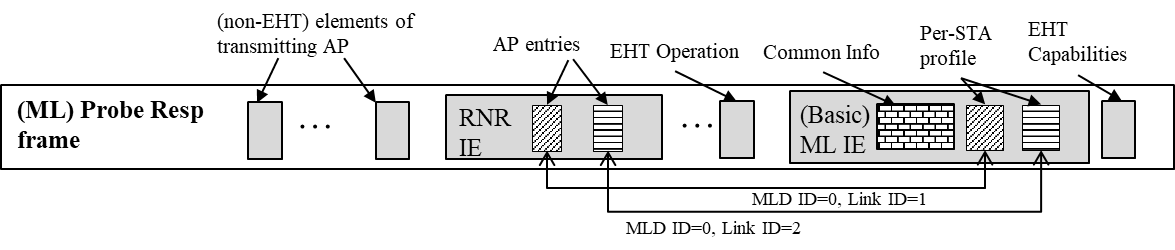 (non-EHT) elements of
transmitting AP
AP entries
EHT Operation
Common Info
Per-STA
profile
EHT
Capabilities
(ML) Probe Resp
frame
...
RNR
IE
...
(Basic)
ML IE
MLD ID=0, Link ID=1
MLD ID=0, Link ID=2